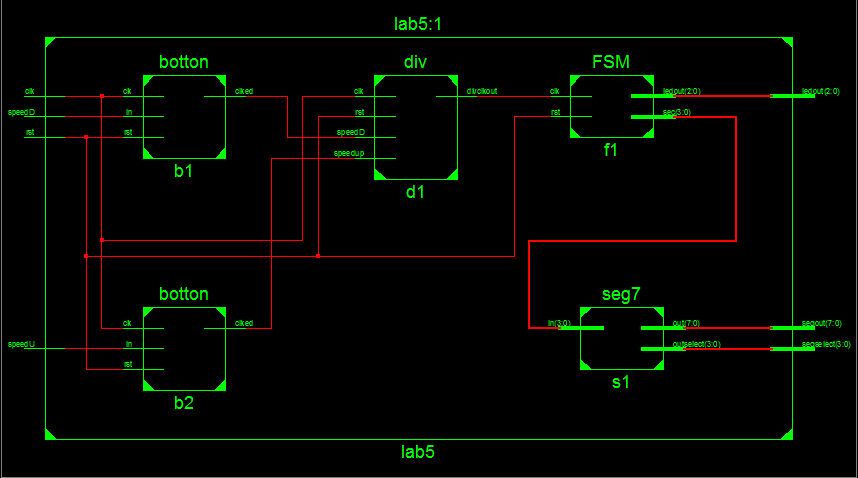 lab5:1
botton
div
FSM
clk
clk
clked
clk
divclkout
clk
ledout(2:0)
ledout(2:0)
speedD
in
rst
rst
sec(3:0)
rst
rst
speedD
speedup
b1
d1
f1
botton
seg7
clk
clked
in(3:0)
out(7:0)
segout(7:0)
speedU
in
outselect(3:0)
segselect(3:0)
rst
b2
s1
lab5